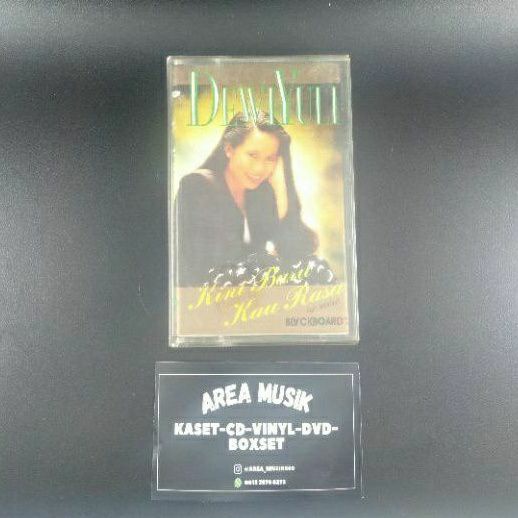 DEWI YULL
Kini Baru
Kau Rasa
BLACKBOARD
AREA MUSIK
KASET-CD-VINYL-DVD-
BOXSET